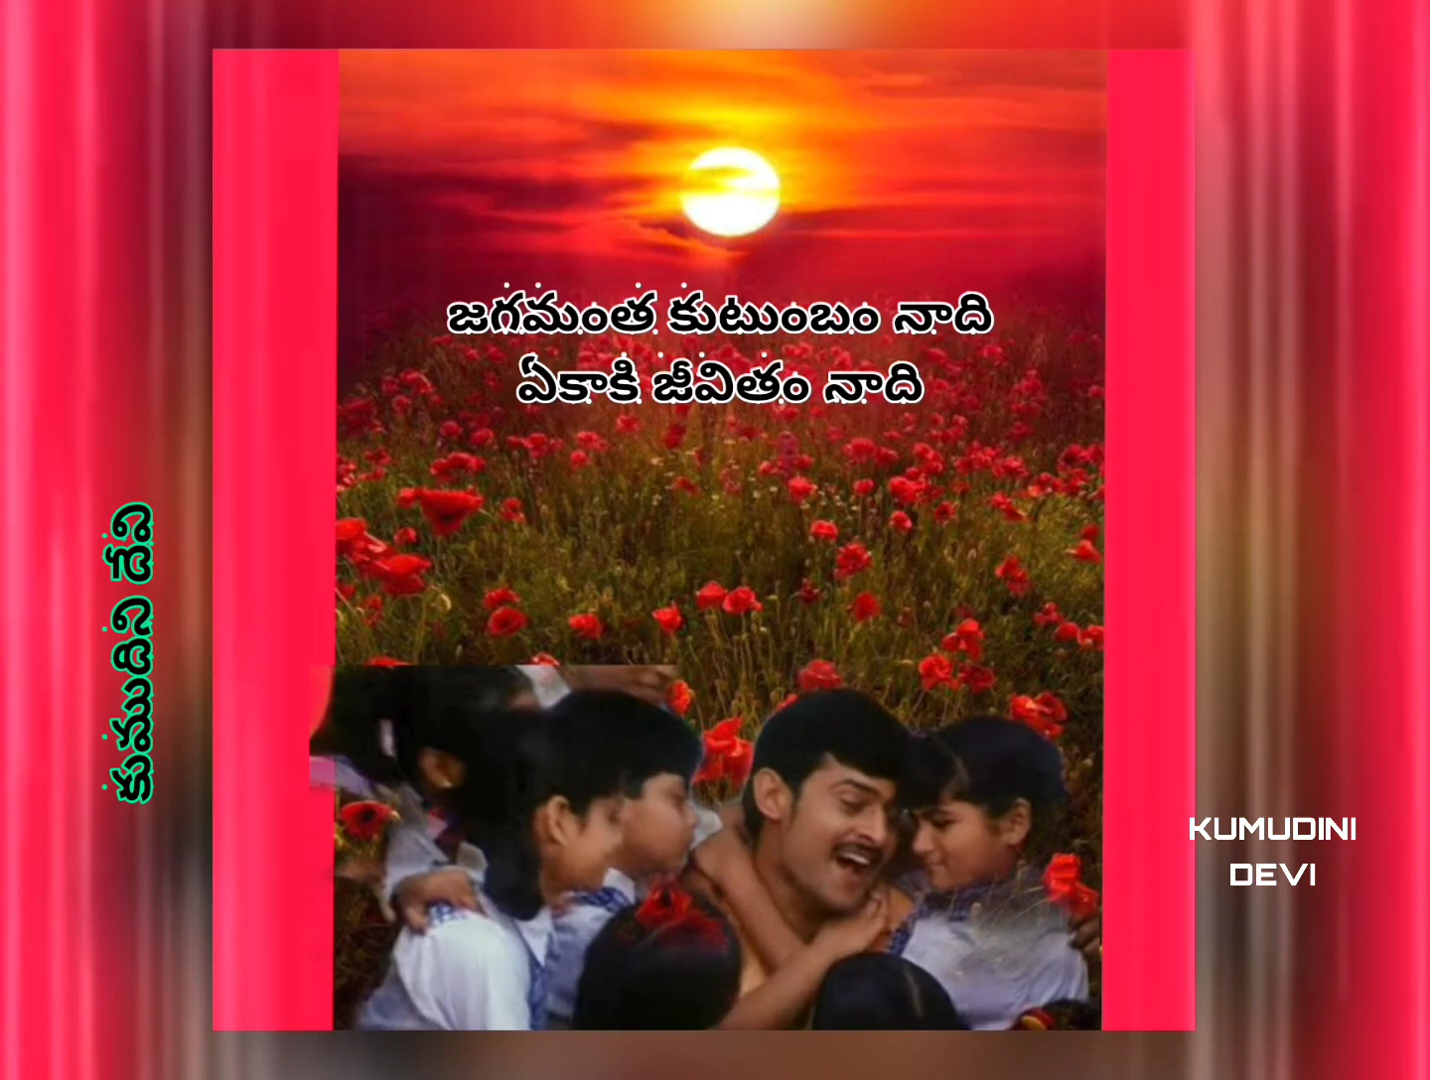 జగమంత కుటుంబం నాది
ఏకాకి జీవితం నాది
కుముదిని దేవి
KUMUDINI
DEVI